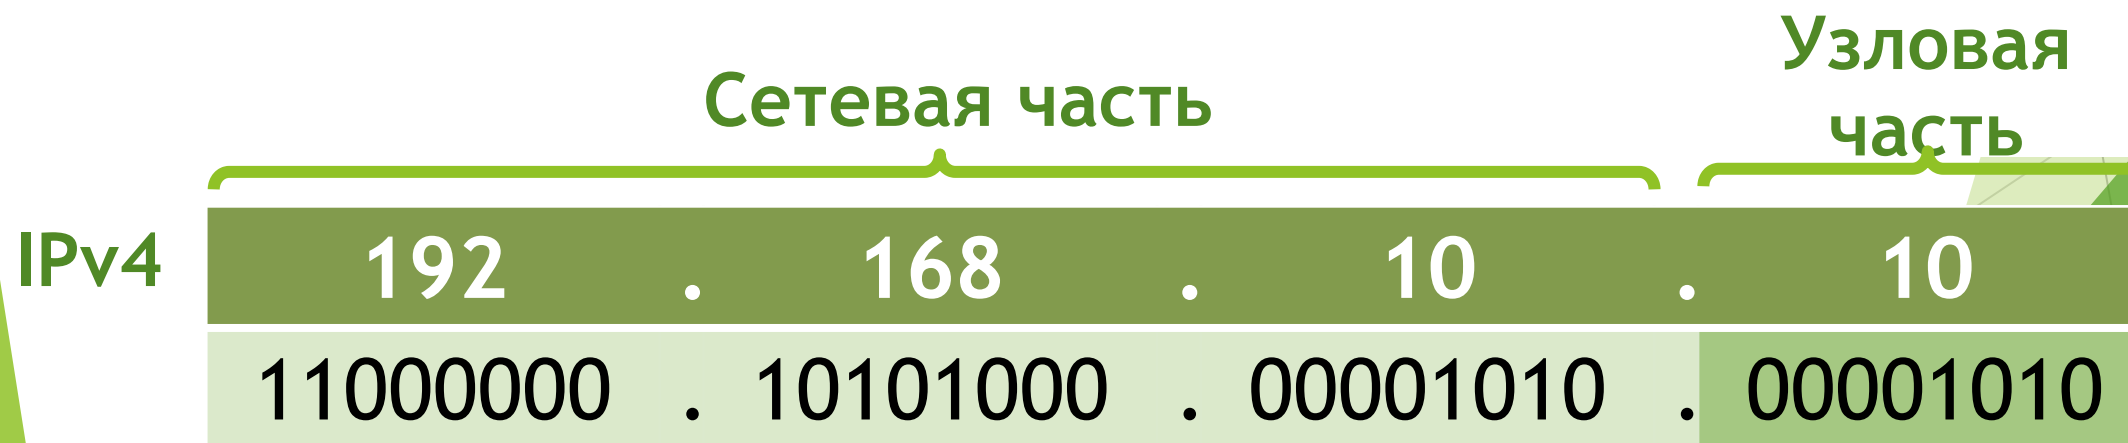 Узловая
Сетевая часть
часть
IPv4 192 . 168 . 10 . 10
11000000 . 10101000 . 00001010 . 00001010